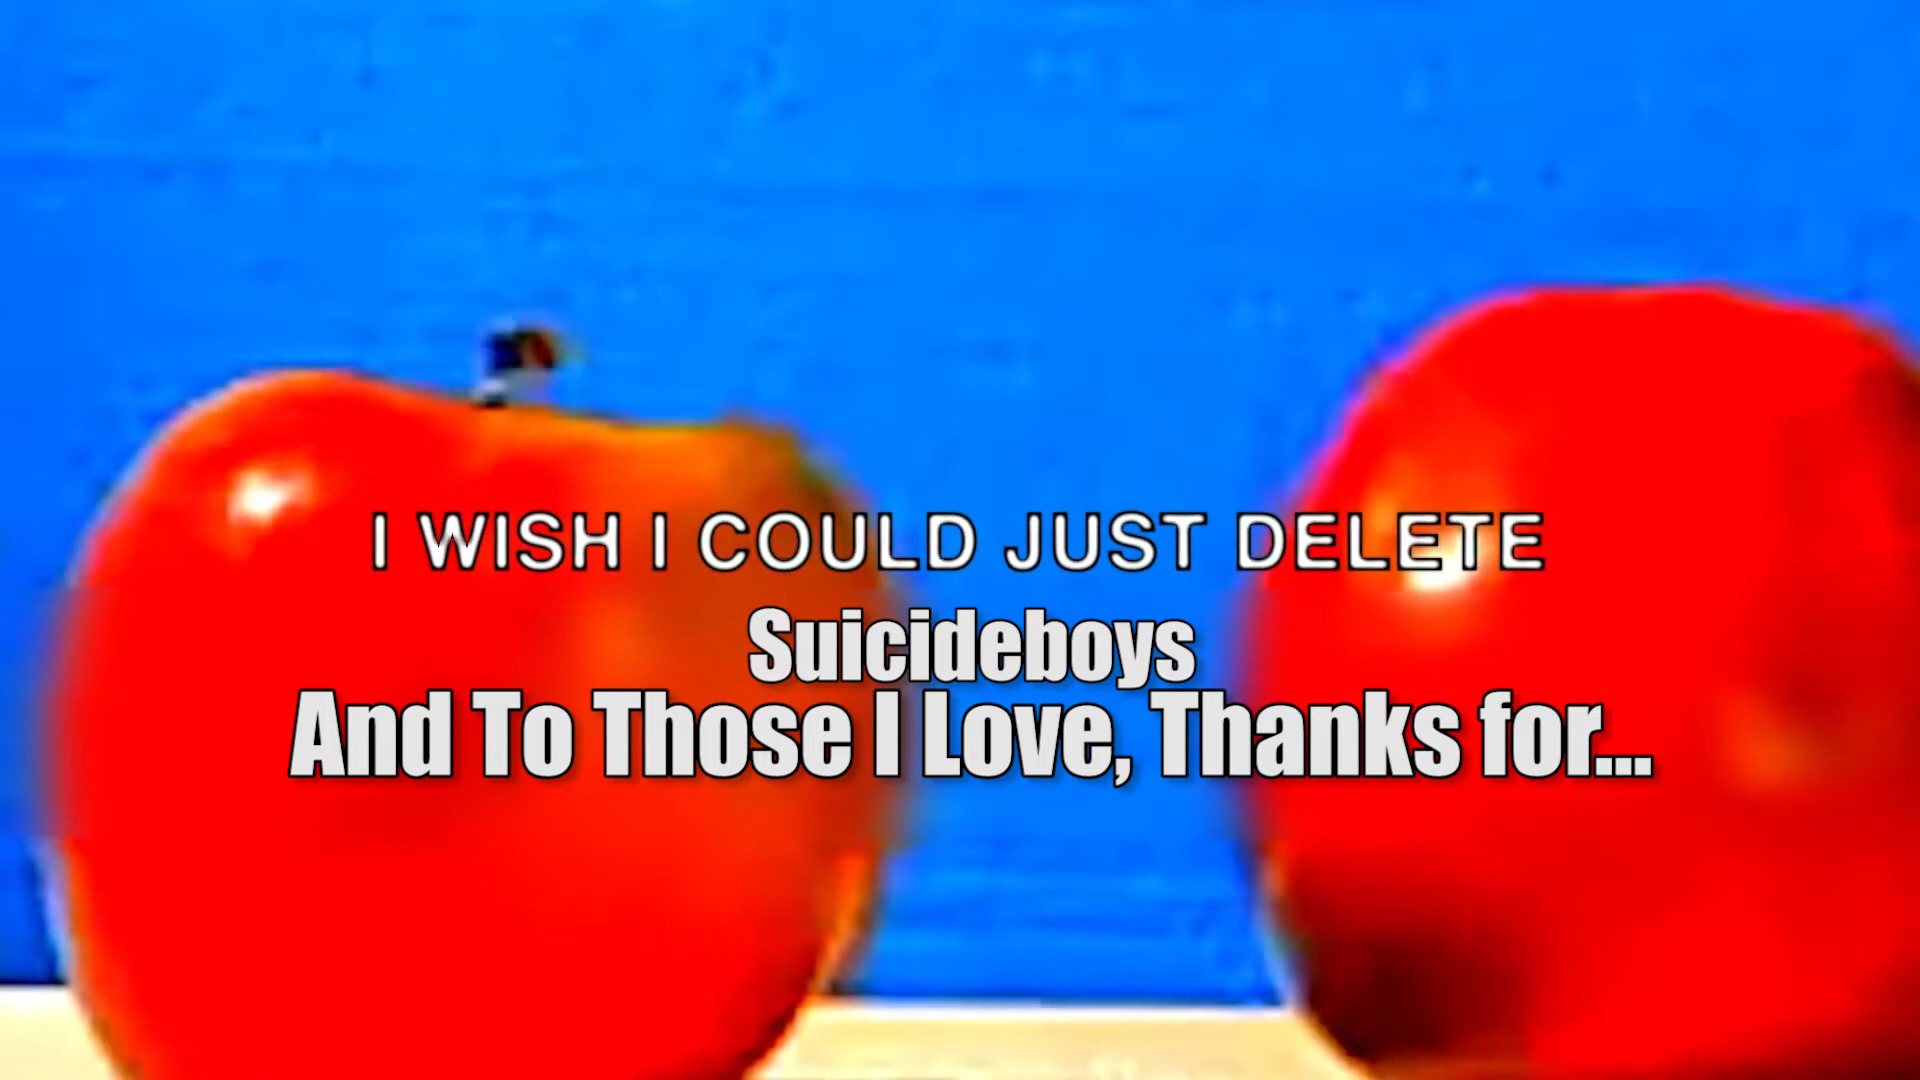 I WISH I COULD JUST DELETE
Suicideboys
And To Those I Love, Thanks for...